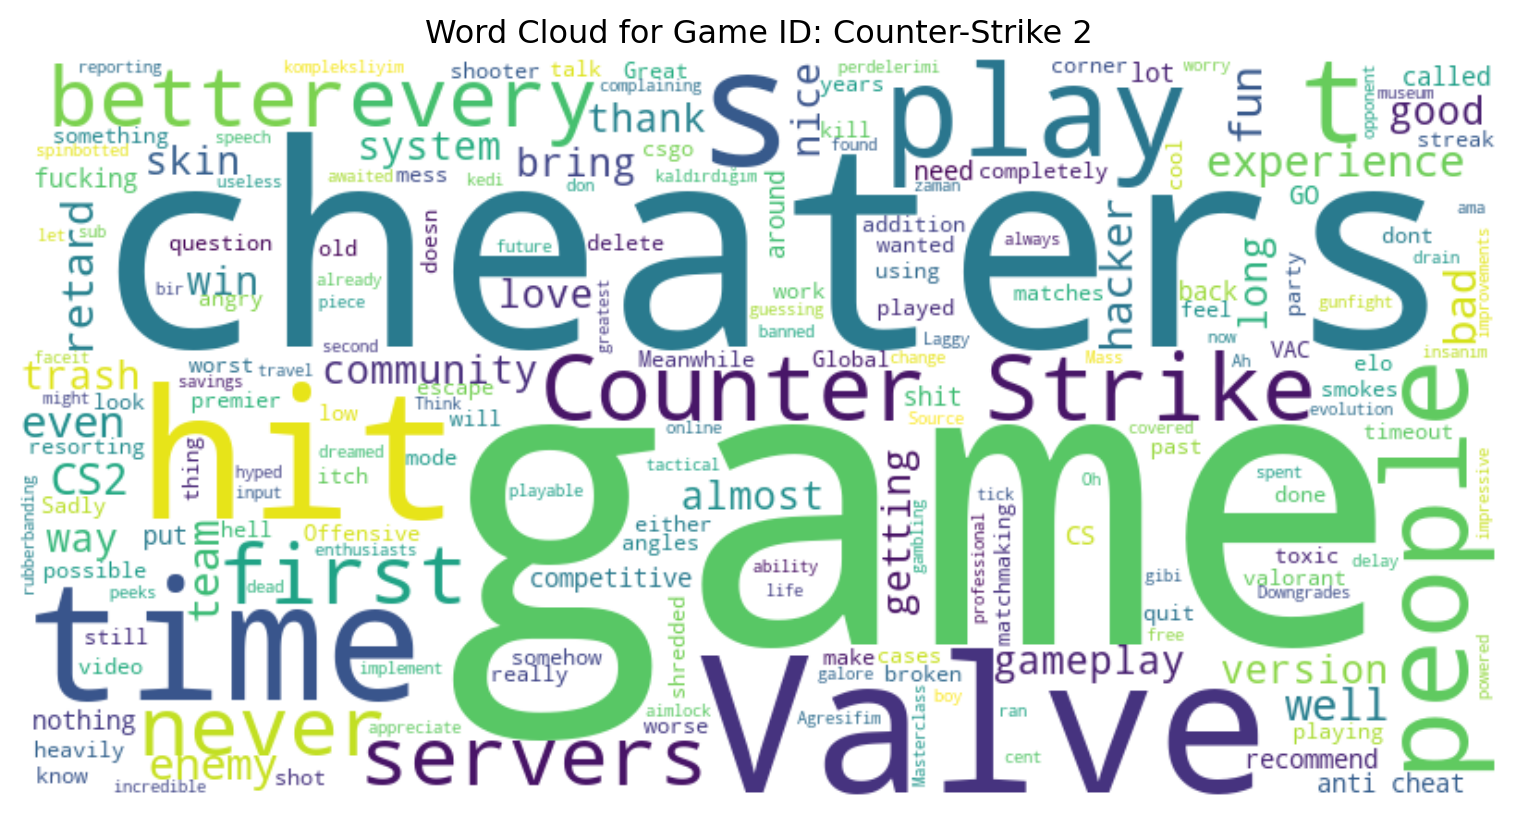 Word Cloud for Game ID: Counter-Strike 2
reporting
kompleksliyim
shooter
talk
Great
complaining
better
every
s
nice
perdelerimi
years
play
corner
lot
worry
fun
t
opponent
called
museum
good
streak
something
speech
spinbotted
skin
system
thank
bring
csgo
kill
found
need
completely
cool
experience
fucking
useless
awaited
mess
kedi
don
kaldırdığım
zaman
GO
ama
let
sub
retard
question
old
doesn
future
delete
around
addition
wanted
always
hacker
long
dont
drain
cheaters
bir
win
angry
already
piece
love
greatest
using
work
guessing
banned
played
matches
back
feel
party
gunfight
bad
improvements
Laggy
now
faceit
trash
worst
travel
second
savings
community
Meanwhile
Global
change
Mass
Ah
VAC
elo
insanim
might
look
premier
low
Think
escape
will
Counter Strike
shit
Source
smokes
evolution
even
resorting
thing
hit
dreamed
hyped
input
itch
mode
online
tactical
covered
past
timeout
people
CS2
Sadly
way
put
hell
Offensive
enthusiasts
playable
almost
either
angles
getting
gambling
tick
Oh
CS
spent
done
impressive
rubberbanding
possible
peeks
team
first
dead
game
competitive
ability
life
professional
matchmaking
toxic
valorant
Downgrades
delay
gibi
quit
free
time
still
video
implement
somehow
really
shredded
make
cases
galore
broken
gameplay
version
powered
nothing
never
appreciate
aimlock
worse
Valve
Agresifim
Masterclass
boy
ran
well
playing
heavily
know
enemy
shot
incredible
servers
cent
recommend
anti cheat